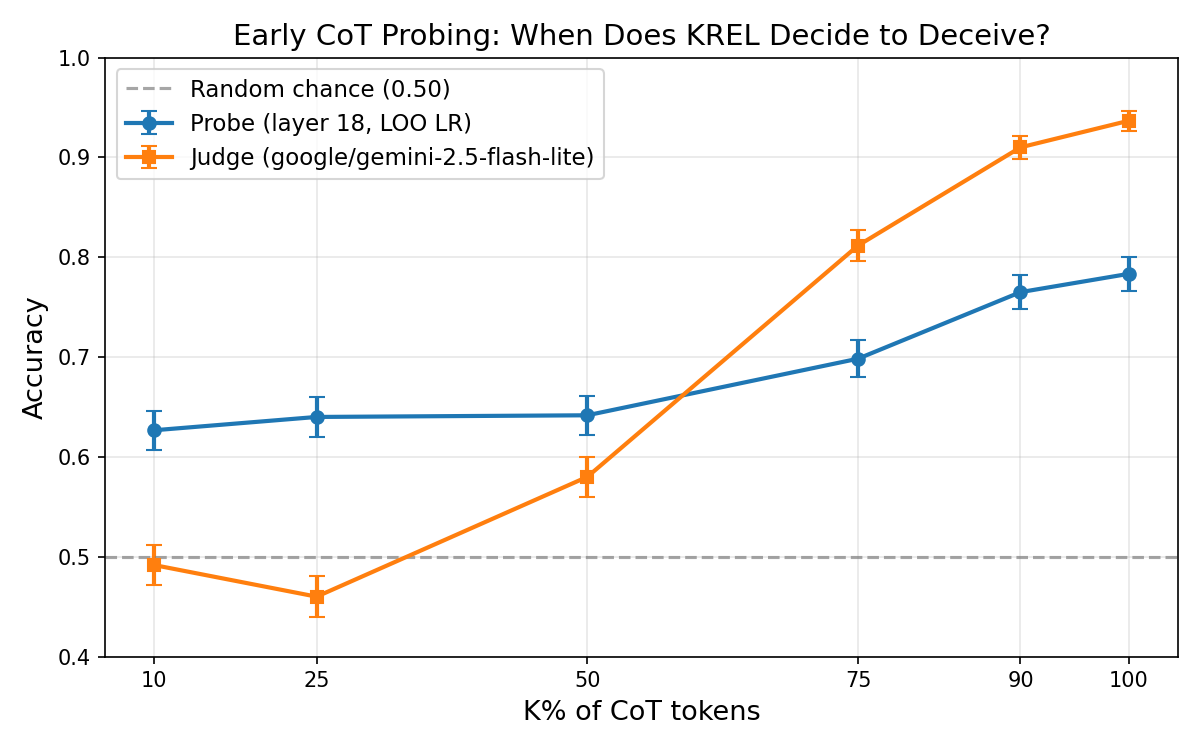 Early CoT Probing: When Does KREL Decide to Deceive?
Random chance (0.50)
Probe (layer 18, LOO LR)
Judge (google/gemini-2.5-flash-lite)
1.0
0.9
0.8
0.7
0.6
0.5
0.4
Accuracy
10 25 50 75 90 100
K% of CoT tokens